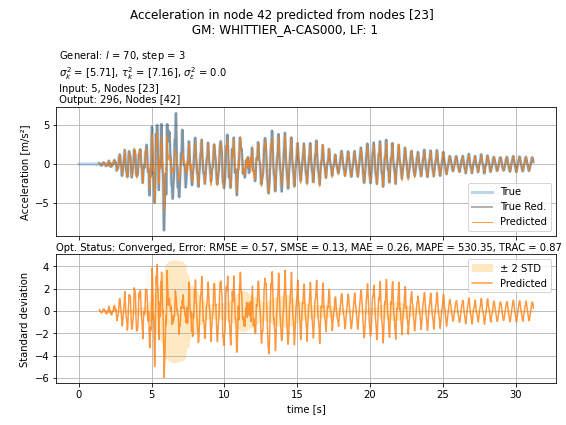 Acceleration in node 42 predicted from nodes [23]
GM: WHITTIER_A-CAS000, LF: 1
General: l = 70, step = 3
σ²ₖ = [5.71], τ²ₖ = [7.16], σ²ε = 0.0
Input: 5, Nodes [23]
Output: 296, Nodes [42]
Acceleration [m/s²]
5
0
−5
True
True Red.
Predicted
Opt. Status: Converged, Error: RMSE = 0.57, SMSE = 0.13, MAE = 0.26, MAPE = 530.35, TRAC = 0.87
Standard deviation
4
2
0
−2
−4
−6
± 2 STD
Predicted
0 5 10 15 20 25 30
time [s]